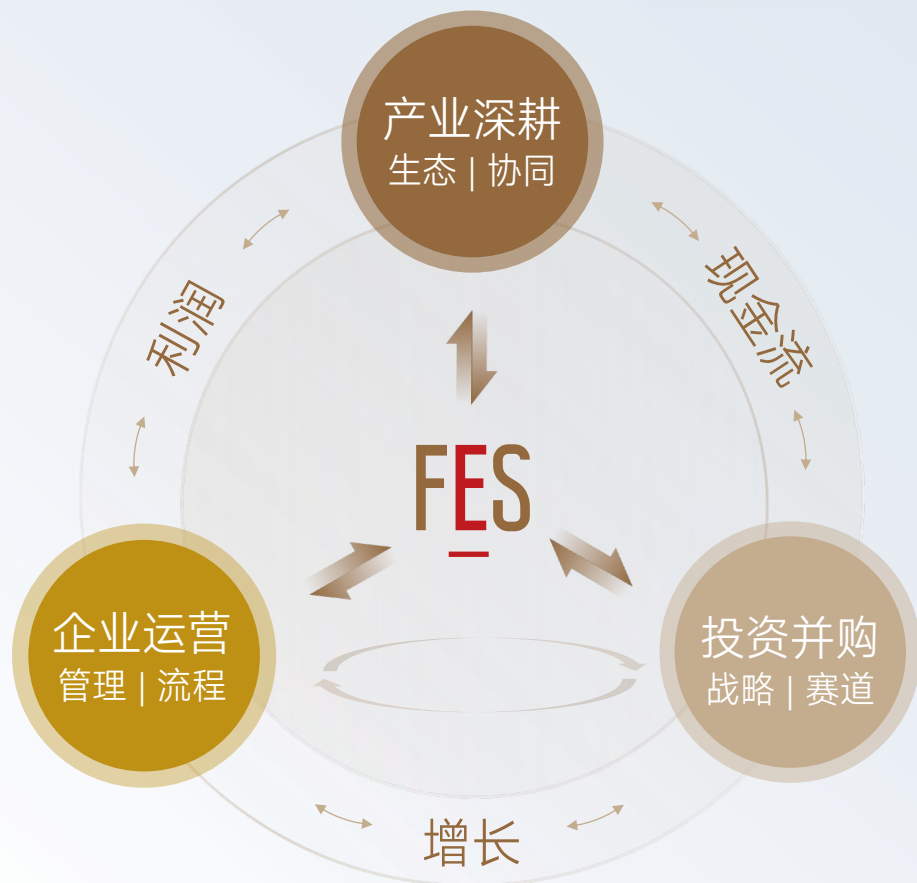 产业深耕
生态 | 协同
利润
现金流
FES
企业运营
管理 | 流程
投资并购
战略 | 赛道
增长